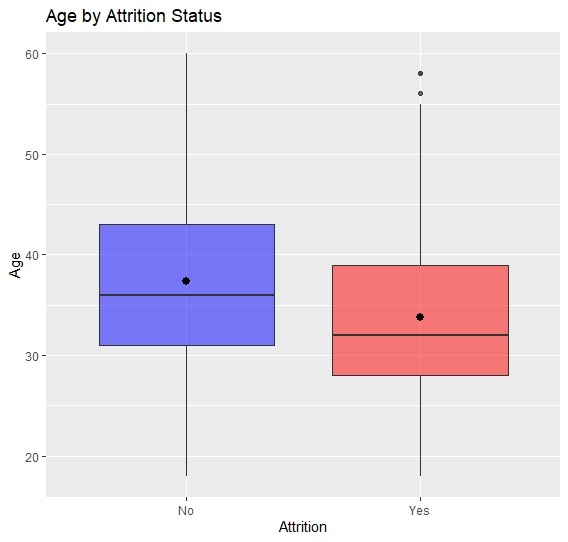 Age by Attrition Status
60
50
40
30
20
Age
No
Yes
Attrition